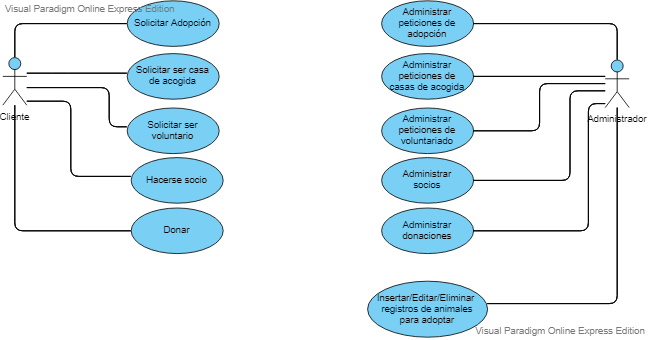 Visual Paradigm Online Express Edition
Solicitar Adopción
Solicitar ser casa
de acogida
Solicitar ser
voluntario
Hacerse socio
Donar
Cliente
Administrar
peticiones de
adopción
Administrar
peticiones de
casas de acogida
Administrar
peticiones de
voluntariado
Administrar
socios
Administrar
donaciones
Insertar/Editar/Eliminar
registros de animales
para adoptar
Administrador
Visual Paradigm Online Express Edition